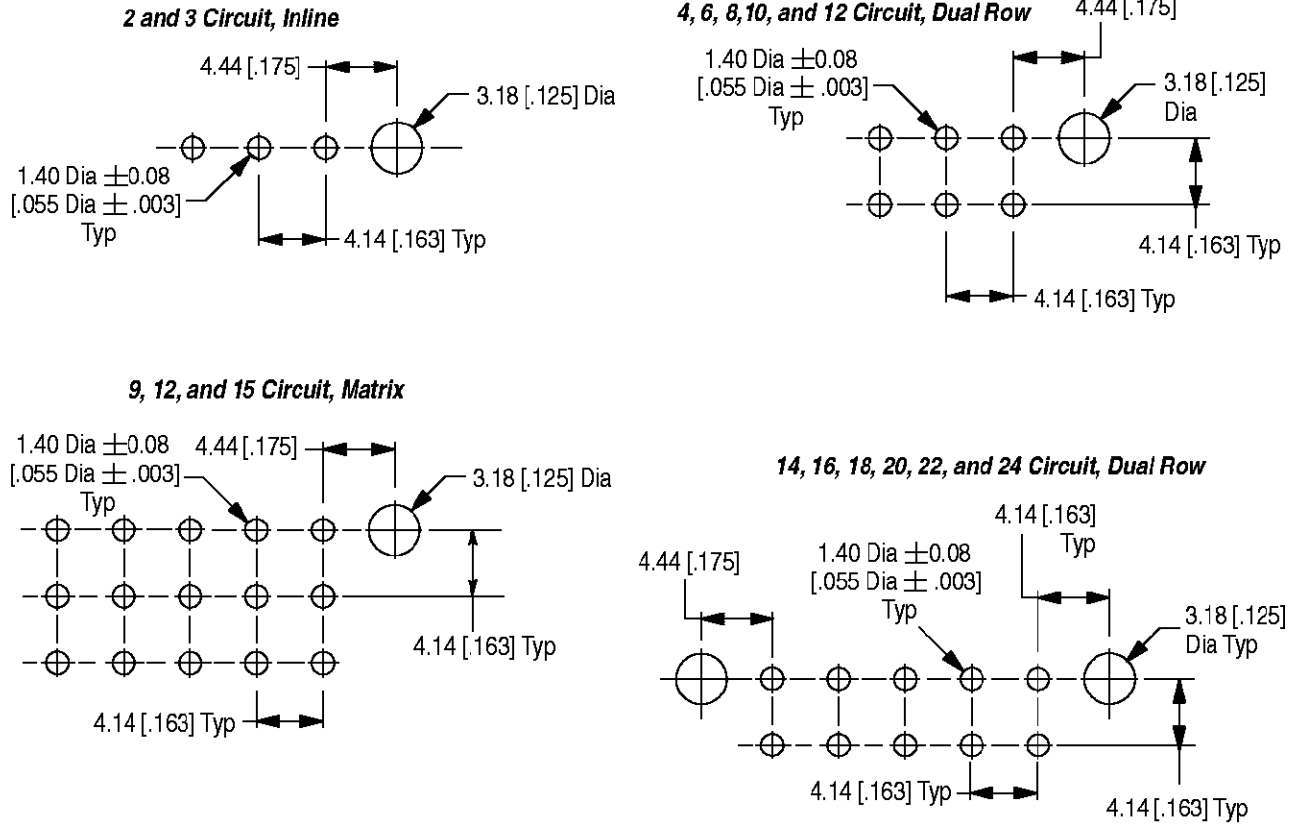 2 and 3 Circuit, Inline
4.44 [.175]
3.18 [.125] Dia
1.40 Dia ±0.08
[.055 Dia ± .003]
Typ
4.14 [.163] Typ
4, 6, 8,10, and 12 Circuit, Dual Row
4.44 [.175]
1.40 Dia ±0.08
[.055 Dia ± .003]
Typ
3.18 [.125]
Dia
4.14 [.163] Typ
4.14 [.163] Typ
9, 12, and 15 Circuit, Matrix
1.40 Dia ±0.08
[.055 Dia ± .003]
Typ
4.44 [.175]
3.18 [.125] Dia
4.14 [.163] Typ
4.14 [.163] Typ
14, 16, 18, 20, 22, and 24 Circuit, Dual Row
4.14 [.163]
Typ
4.44 [.175]
1.40 Dia ±0.08
[.055 Dia ± .003]
Typ
3.18 [.125]
Dia Typ
4.14 [.163] Typ
4.14 [.163] Typ